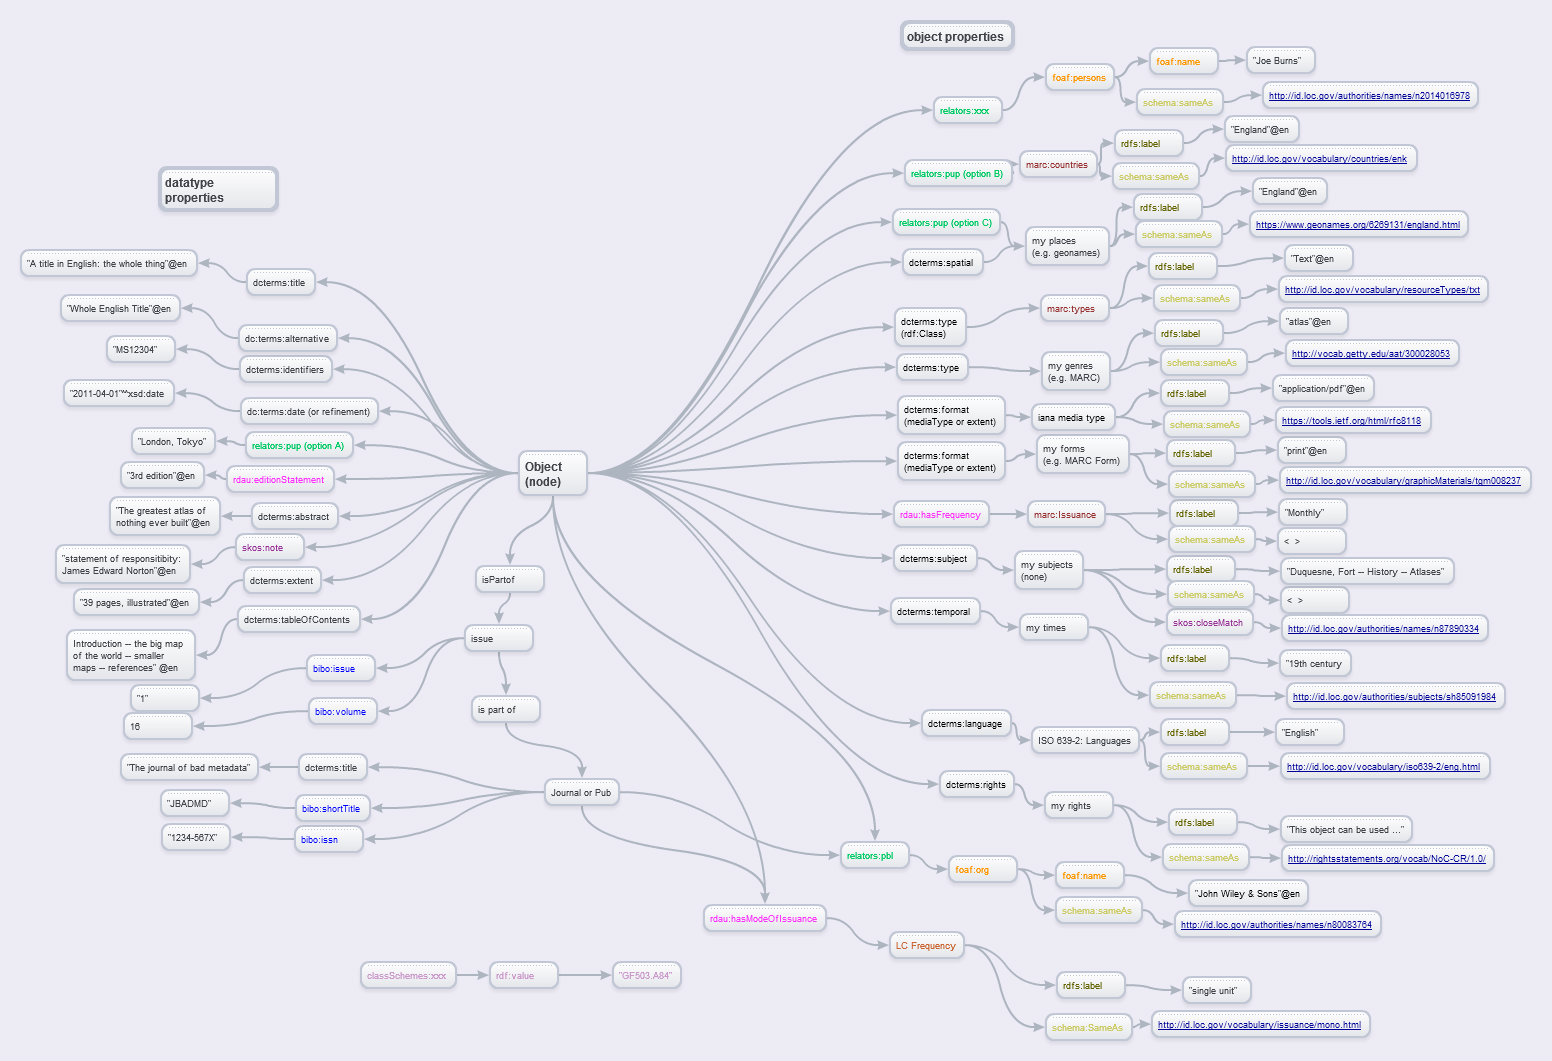 object properties
foaf:name
"Joe Burns"
foaf:persons
schema:sameAs
http://id.loc.gov/authorities/names/n2014016978
relators:xxx
"England"@en
rdfs:label
relators:pup (option B)
marc:countries
http://id.loc.gov/vocabulary/countries/enk
schema:sameAs
datatype
properties
"England"@en
rdfs:label
relators:pup (option C)
my places
(e.g. geonames)
schema:sameAs
https://www.geonames.org/6269131/england.html
dcterms:spatial
"A title in English: the whole thing"@en
dcterms:title
"Text"@en
rdfs:label
schema:sameAs
http://id.loc.gov/vocabulary/resourceTypes/txt
marc:types
"Whole English Title"@en
dc:terms:alternative
dcterms:type
(rdf:Class)
"atlas"@en
rdfs:label
"MS12304"
dcterms:identifiers
dcterms:type
my genres
(e.g. MARC)
schema:sameAs
http://vocab.getty.edu/aat/300028053
"2011-04-01"^^xsd:date
dc:terms:date (or refinement)
"application/pdf"@en
rdfs:label
dcterms:format
(mediaType or extent)
iana media type
schema:sameAs
https://tools.ietf.org/html/rfc8118
"London, Tokyo"
relators:pup (option A)
dcterms:format
(mediaType or extent)
my forms
(e.g. MARC Form)
rdfs:label
"print"@en
"3rd edition"@en
rdau:editionStatement
Object
(node)
schema:sameAs
http://id.loc.gov/vocabulary/graphicMaterials/tgm008237
"The greatest atlas of
nothing ever built"@en
dcterms:abstract
rdau:hasFrequency
marc:Issuance
rdfs:label
"Monthly"
schema:sameAs
< >
skos:note
"statement of responsitibity:
James Edward Norton"@en
dcterms:subject
my subjects
(none)
rdfs:label
"Duquesne, Fort -- History -- Atlases"
dcterms:extent
isPartof
schema:sameAs
< >
"39 pages, illustrated"@en
dcterms:temporal
skos:closeMatch
http://id.loc.gov/authorities/names/n87890334
dcterms:tableOfContents
my times
issue
Introduction -- the big map
of the world -- smaller
maps -- references" @en
rdfs:label
"19th century
bibo:issue
"1"
schema:sameAs
http://id.loc.gov/authorities/subjects/sh85091984
bibo:volume
16
is part of
dcterms:language
ISO 639-2: Languages
rdfs:label
"English"
"The journal of bad metadata"
dcterms:title
schema:sameAs
http://id.loc.gov/vocabulary/iso639-2/eng.html
Journal or Pub
dcterms:rights
"JBADMD"
bibo:shortTitle
my rights
rdfs:label
"This object can be used ..."
"1234-567X"
bibo:issn
relators:pbl
schema:sameAs
http://rightsstatements.org/vocab/NoC-CR/1.0/
foaf:org
foaf:name
"John Wiley & Sons"@en
schema:sameAs
http://id.loc.gov/authorities/names/n80083764
rdau:hasModeOfIssuance
LC Frequency
classSchemes:xxx
rdf:value
"GF503.A84"
rdfs:label
"single unit"
schema:SameAs
http://id.loc.gov/vocabulary/issuance/mono.html